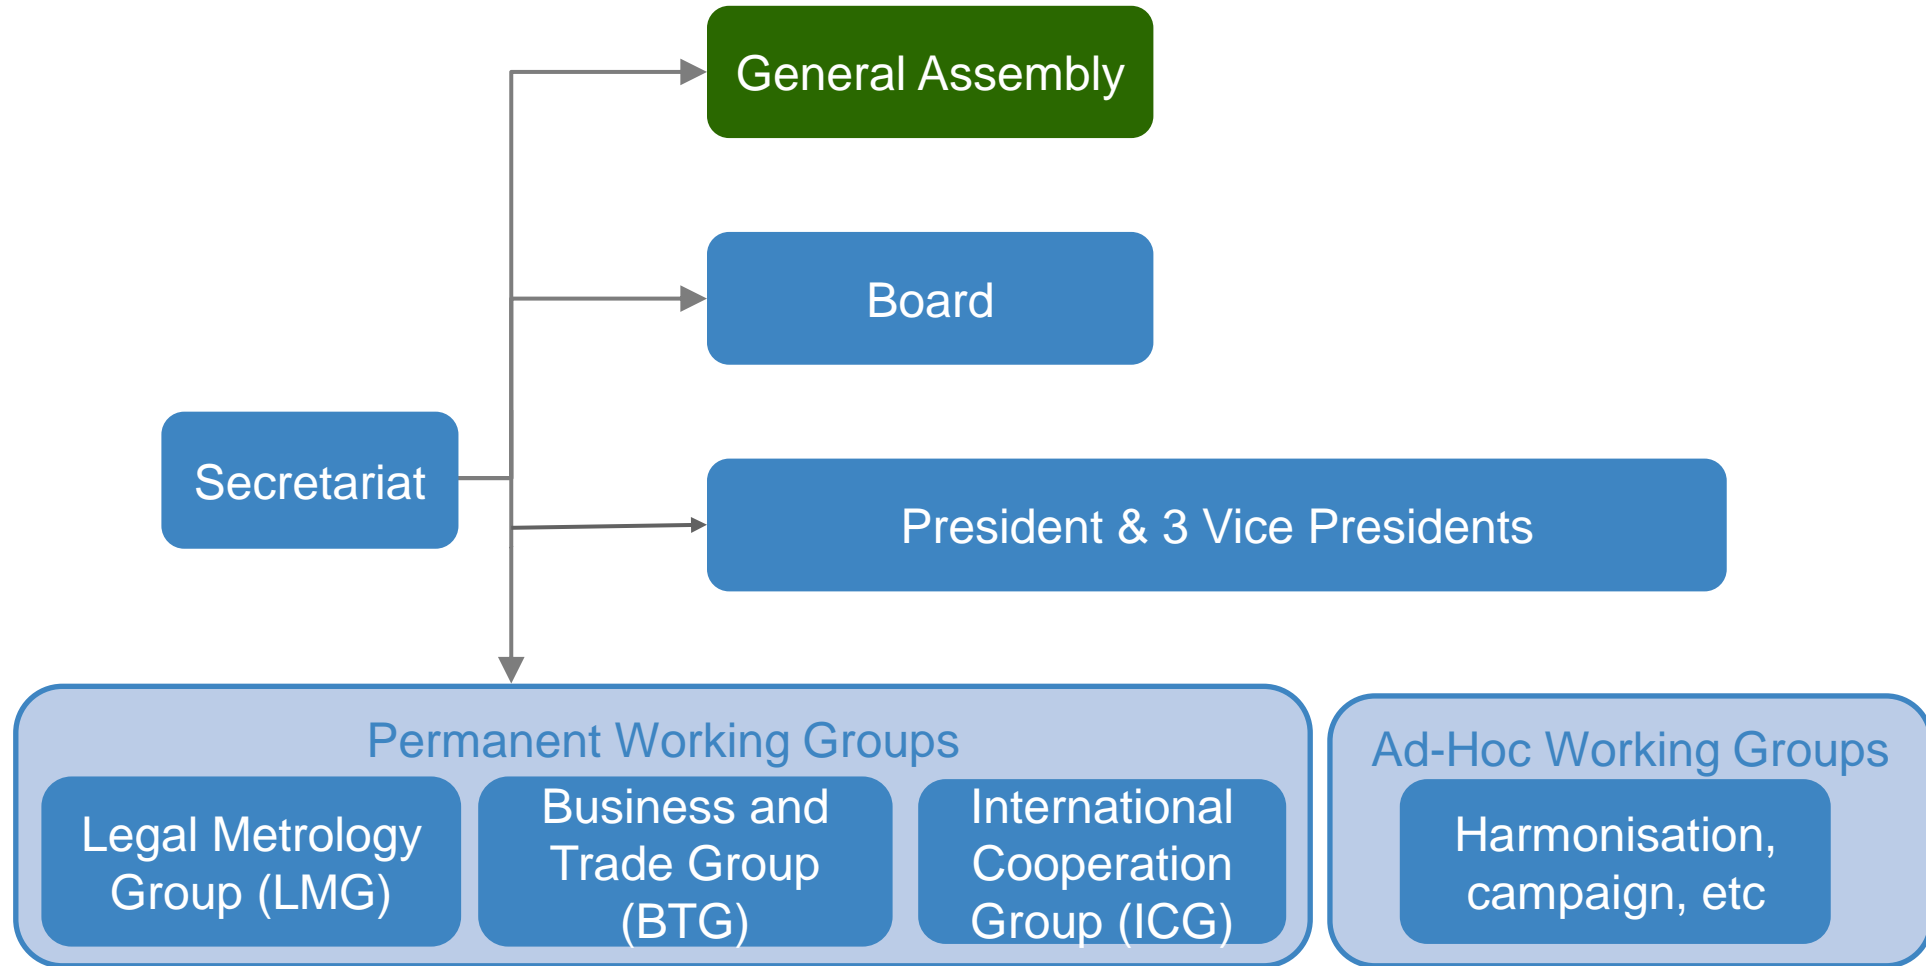 General Assembly
Board
Secretariat
President & 3 Vice Presidents
Permanent Working Groups
Legal Metrology
Group (LMG)
Business and
Trade Group
(BTG)
International
Cooperation
Group (ICG)
Ad-Hoc Working Groups
Harmonisation,
campaign, etc